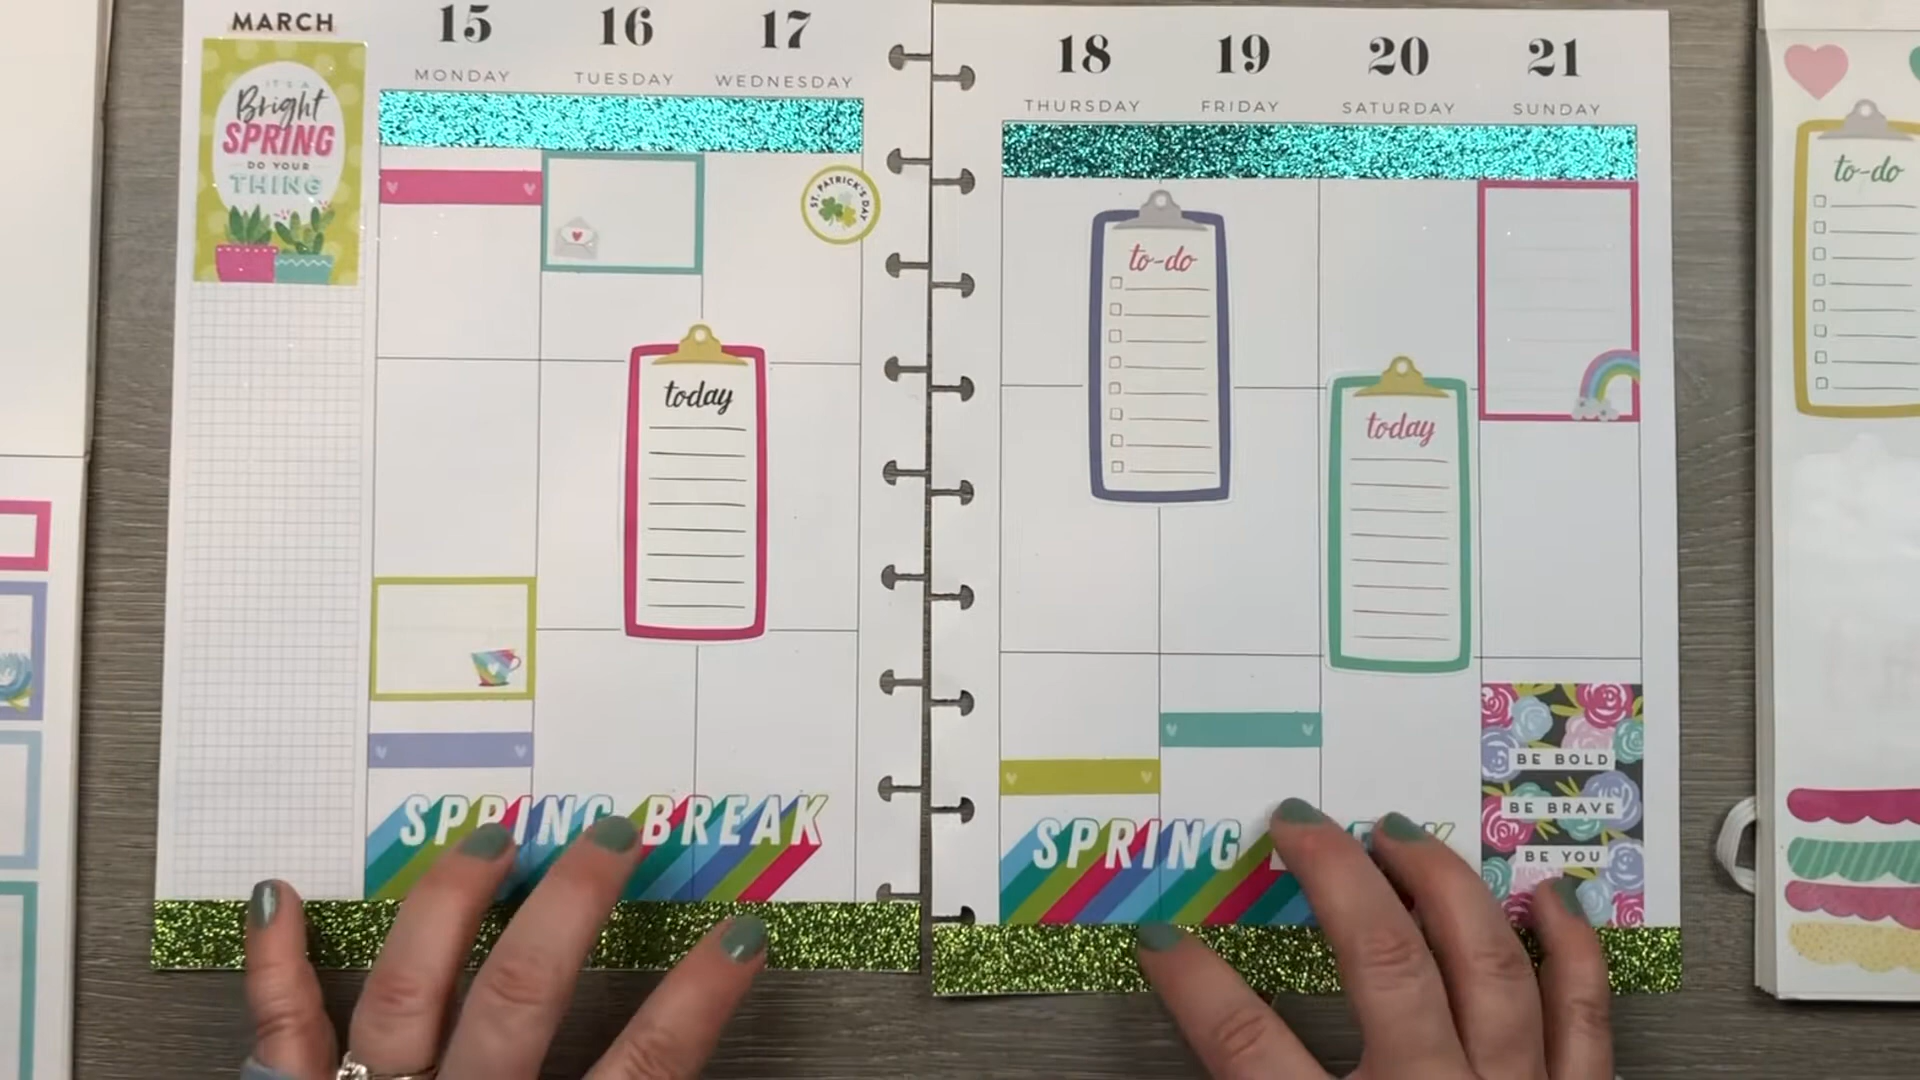 MARCH
15
MONDAY
16
TUESDAY
17
WEDNESDAY
18
THURSDAY
19
FRIDAY
20
SATURDAY
21
SUNDAY
IT'S A
Bright
SPRING
DO YOUR
THING
ST. PATRICK'S DAY
today
to-do
today
to-do
BE BOLD
BE BRAVE
BE YOU
SPRING BREAK
SPRING